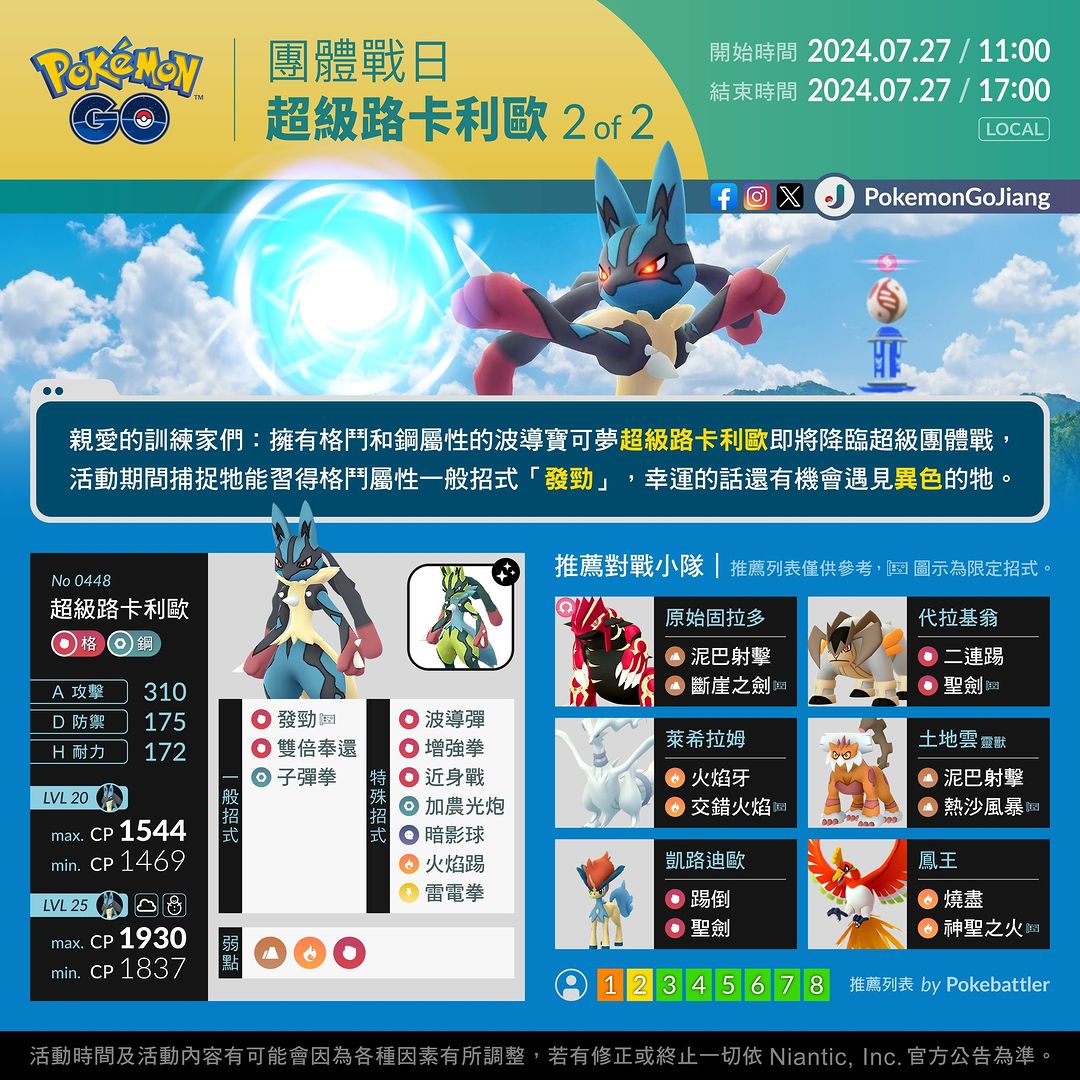 POKÉMON GO™
團體戰日
超級路卡利歐 2 of 2
開始時間 2024.07.27 / 11:00
結束時間 2024.07.27 / 17:00
LOCAL
PokemonGoJiang
親愛的訓練家們：擁有格鬥和鋼屬性的波導寶可夢超級路卡利歐即將降臨超級團體戰，
活動期間捕捉牠能習得格鬥屬性一般招式「發勁」，幸運的話還有機會遇見異色的牠。
No 0448
超級路卡利歐
格 鋼
A 攻擊 310
D 防禦 175
H 耐力 172
LVL 20
max. CP 1544
min. CP 1469
LVL 25
max. CP 1930
min. CP 1837
一般招式
發勁
雙倍奉還
子彈拳
特殊招式
波導彈
增強拳
近身戰
加農光炮
暗影球
火焰踢
雷電拳
弱點
推薦對戰小隊｜推薦列表僅供參考，圖示為限定招式。
原始固拉多
泥巴射擊
斷崖之劍
代拉基翁
二連踢
聖劍
萊希拉姆
火焰牙
交錯火焰
土地雲 靈獸
泥巴射擊
熱沙風暴
凱路迪歐
踢倒
聖劍
鳳王
燒盡
神聖之火
1 2 3 4 5 6 7 8
推薦列表 by Pokebattler
活動時間及活動內容有可能會因為各種因素有所調整，若有修正或終止一切依 Niantic, Inc. 官方公告為準。